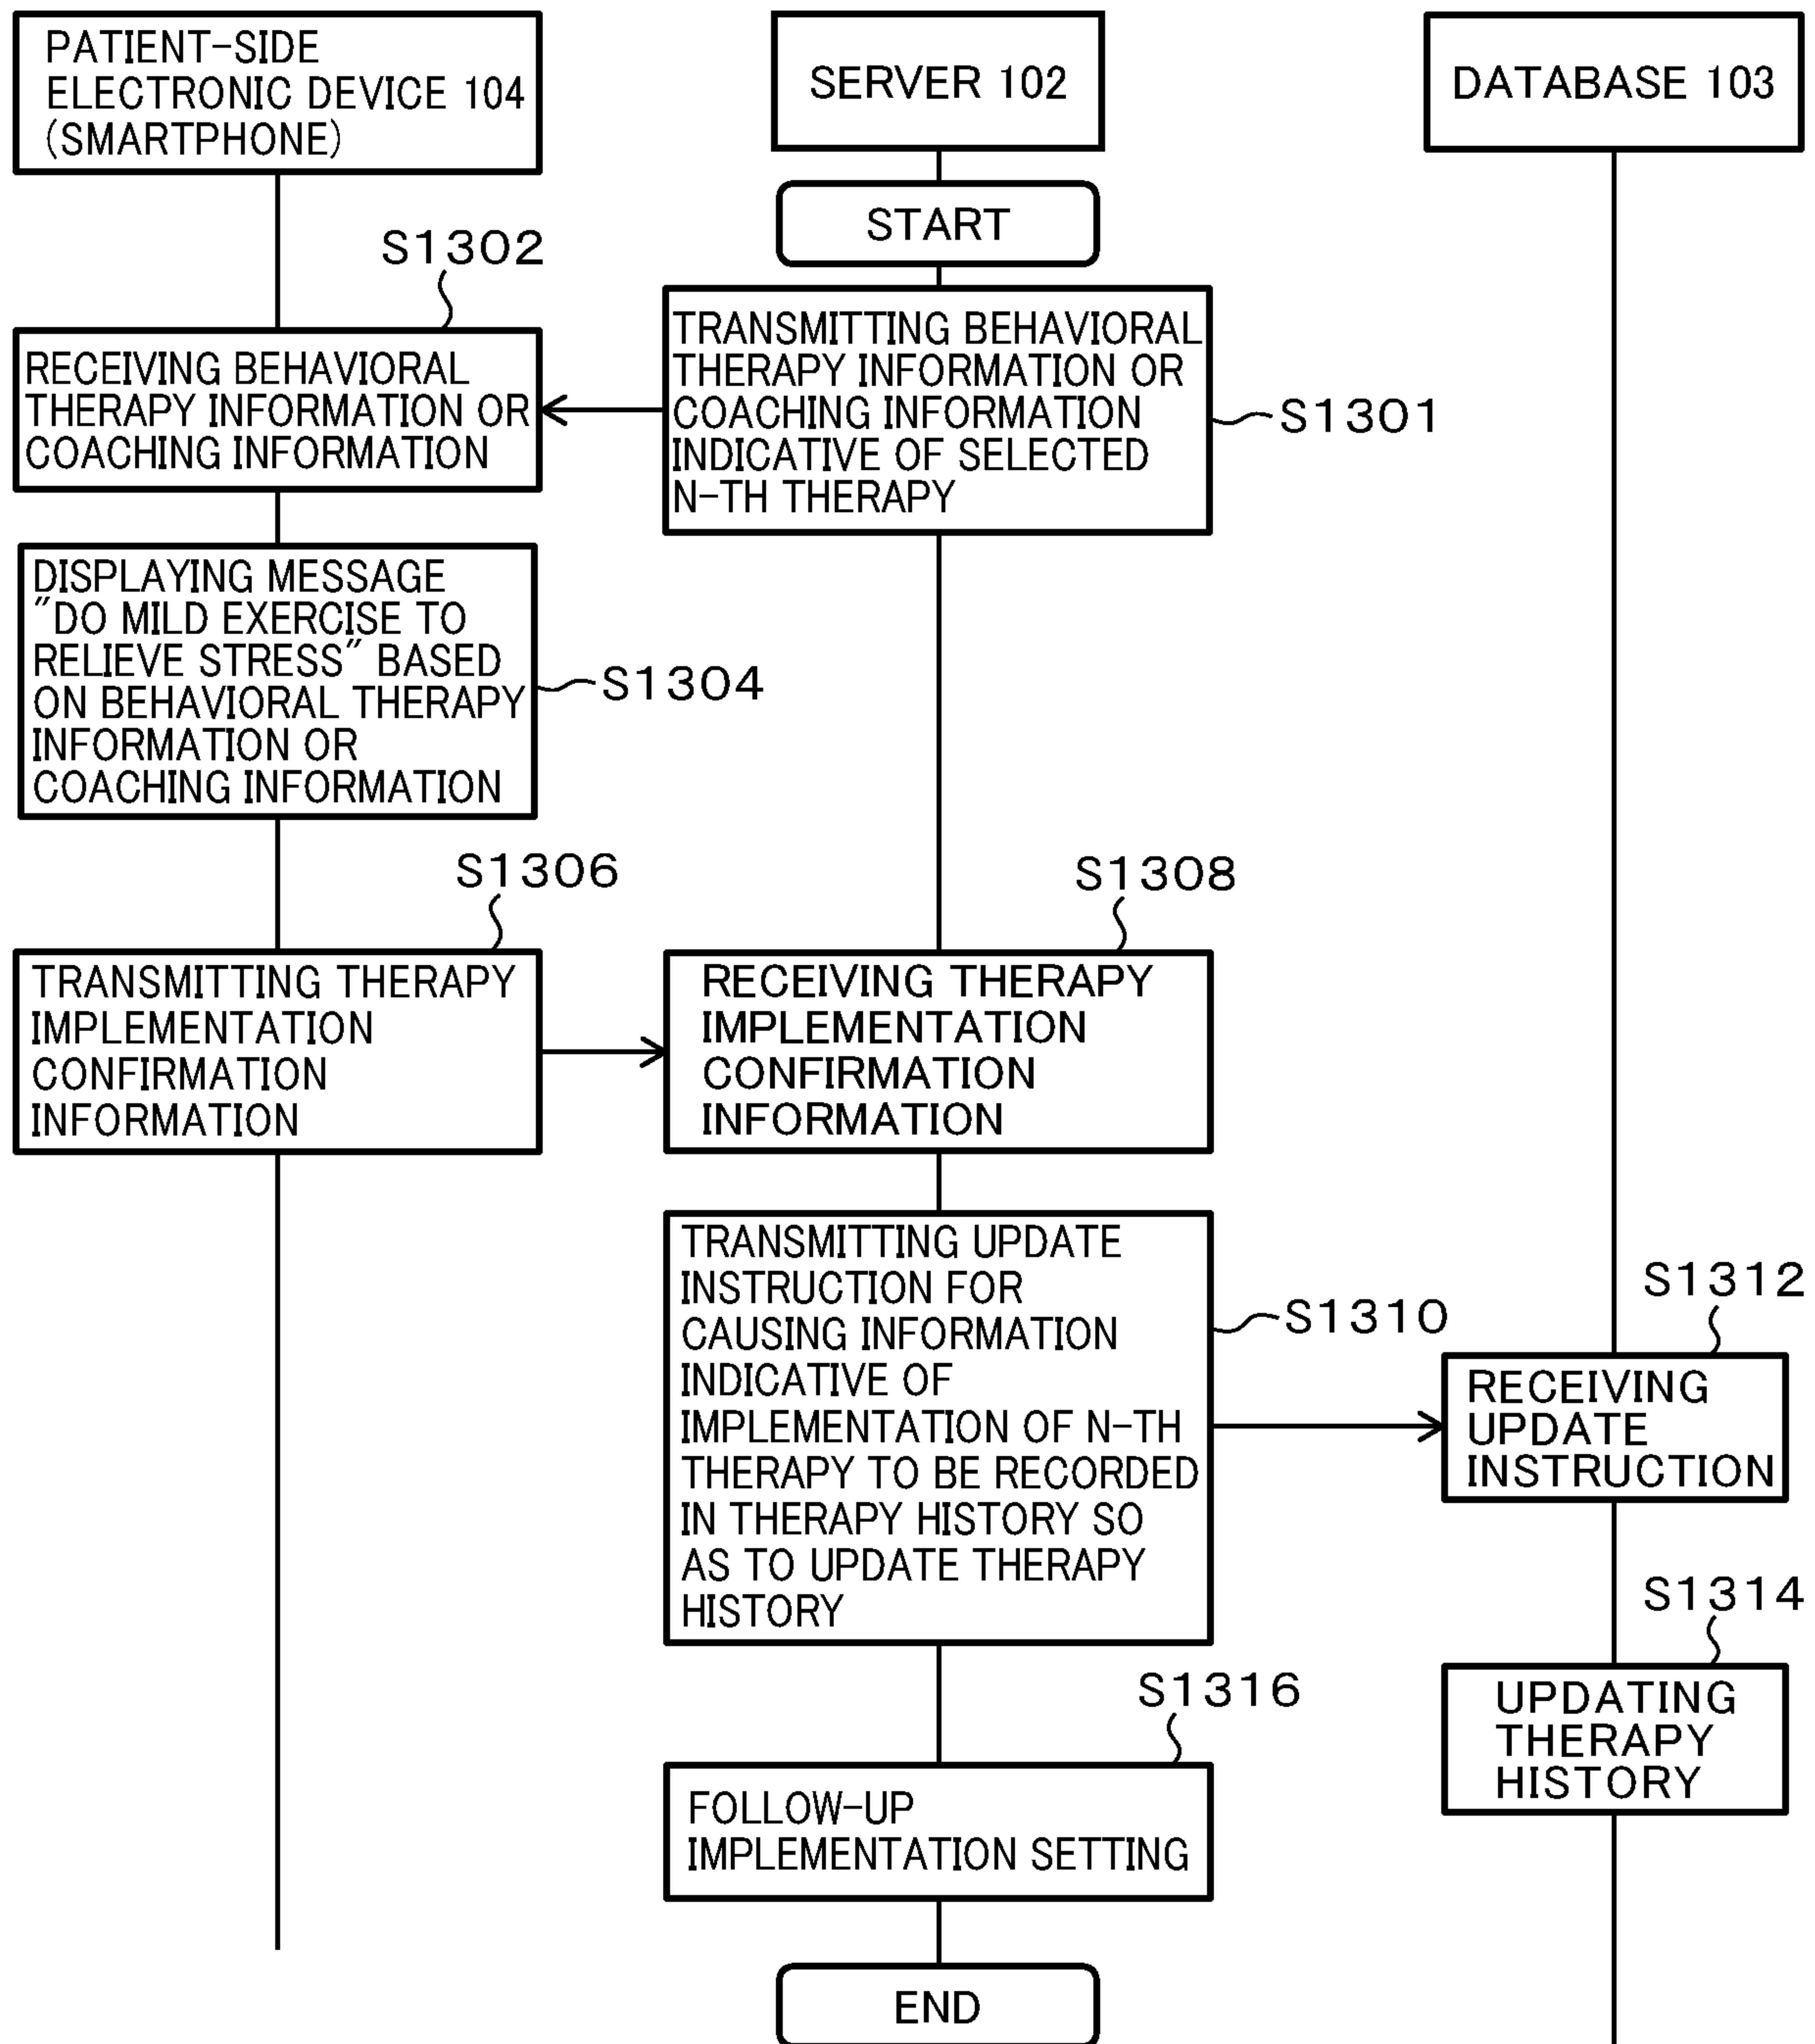 PATIENT-SIDE
ELECTRONIC DEVICE 104
(SMARTPHONE)
SERVER 102
DATABASE 103
START
S1302
TRANSMITTING BEHAVIORAL
THERAPY INFORMATION OR
COACHING INFORMATION
INDICATIVE OF SELECTED
N-TH THERAPY
S1301
RECEIVING BEHAVIORAL
THERAPY INFORMATION OR
COACHING INFORMATION
DISPLAYING MESSAGE
"DO MILD EXERCISE TO
RELIEVE STRESS" BASED
ON BEHAVIORAL THERAPY
INFORMATION OR
COACHING INFORMATION
S1304
S1306
S1308
TRANSMITTING THERAPY
IMPLEMENTATION
CONFIRMATION
INFORMATION
RECEIVING THERAPY
IMPLEMENTATION
CONFIRMATION
INFORMATION
TRANSMITTING UPDATE
INSTRUCTION FOR
CAUSING INFORMATION
INDICATIVE OF
IMPLEMENTATION OF N-TH
THERAPY TO BE RECORDED
IN THERAPY HISTORY SO
AS TO UPDATE THERAPY
HISTORY
S1310
S1312
RECEIVING
UPDATE
INSTRUCTION
S1314
UPDATING
THERAPY
HISTORY
S1316
FOLLOW-UP
IMPLEMENTATION SETTING
END